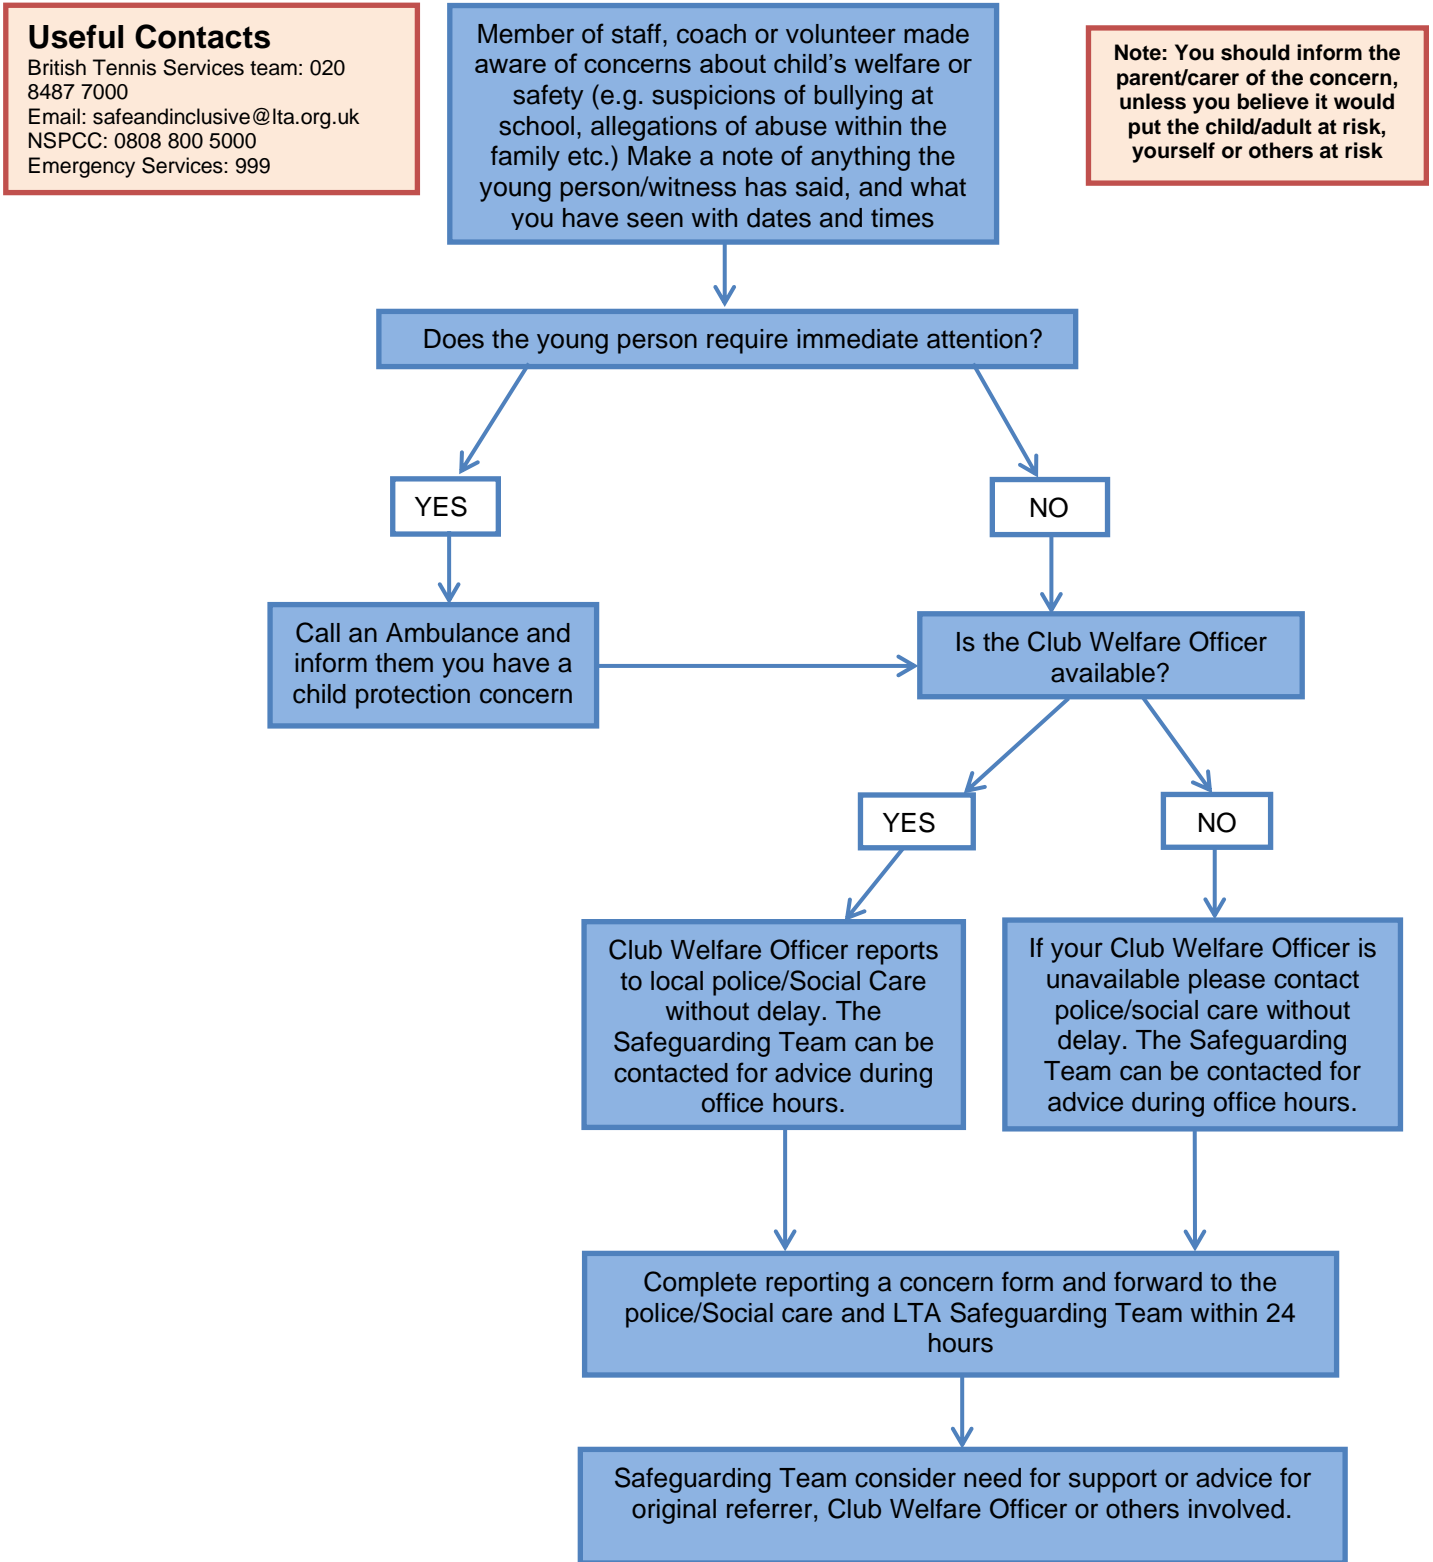 Useful Contacts
British Tennis Services team: 020
8487 7000
Email: safeandinclusive@lta.org.uk
NSPCC: 0808 800 5000
Emergency Services: 999
Member of staff, coach or volunteer made
aware of concerns about child’s welfare or
safety (e.g. suspicions of bullying at
school, allegations of abuse within the
family etc.) Make a note of anything the
young person/witness has said, and what
you have seen with dates and times
Note: You should inform the
parent/carer of the concern,
unless you believe it would
put the child/adult at risk,
yourself or others at risk
Does the young person require immediate attention?
YES
NO
Call an Ambulance and
inform them you have a
child protection concern
Is the Club Welfare Officer
available?
YES
NO
Club Welfare Officer reports
to local police/Social Care
without delay. The
Safeguarding Team can be
contacted for advice during
office hours.
If your Club Welfare Officer is
unavailable please contact
police/social care without
delay. The Safeguarding
Team can be contacted for
advice during office hours.
Complete reporting a concern form and forward to the
police/Social care and LTA Safeguarding Team within 24
hours
Safeguarding Team consider need for support or advice for
original referrer, Club Welfare Officer or others involved.